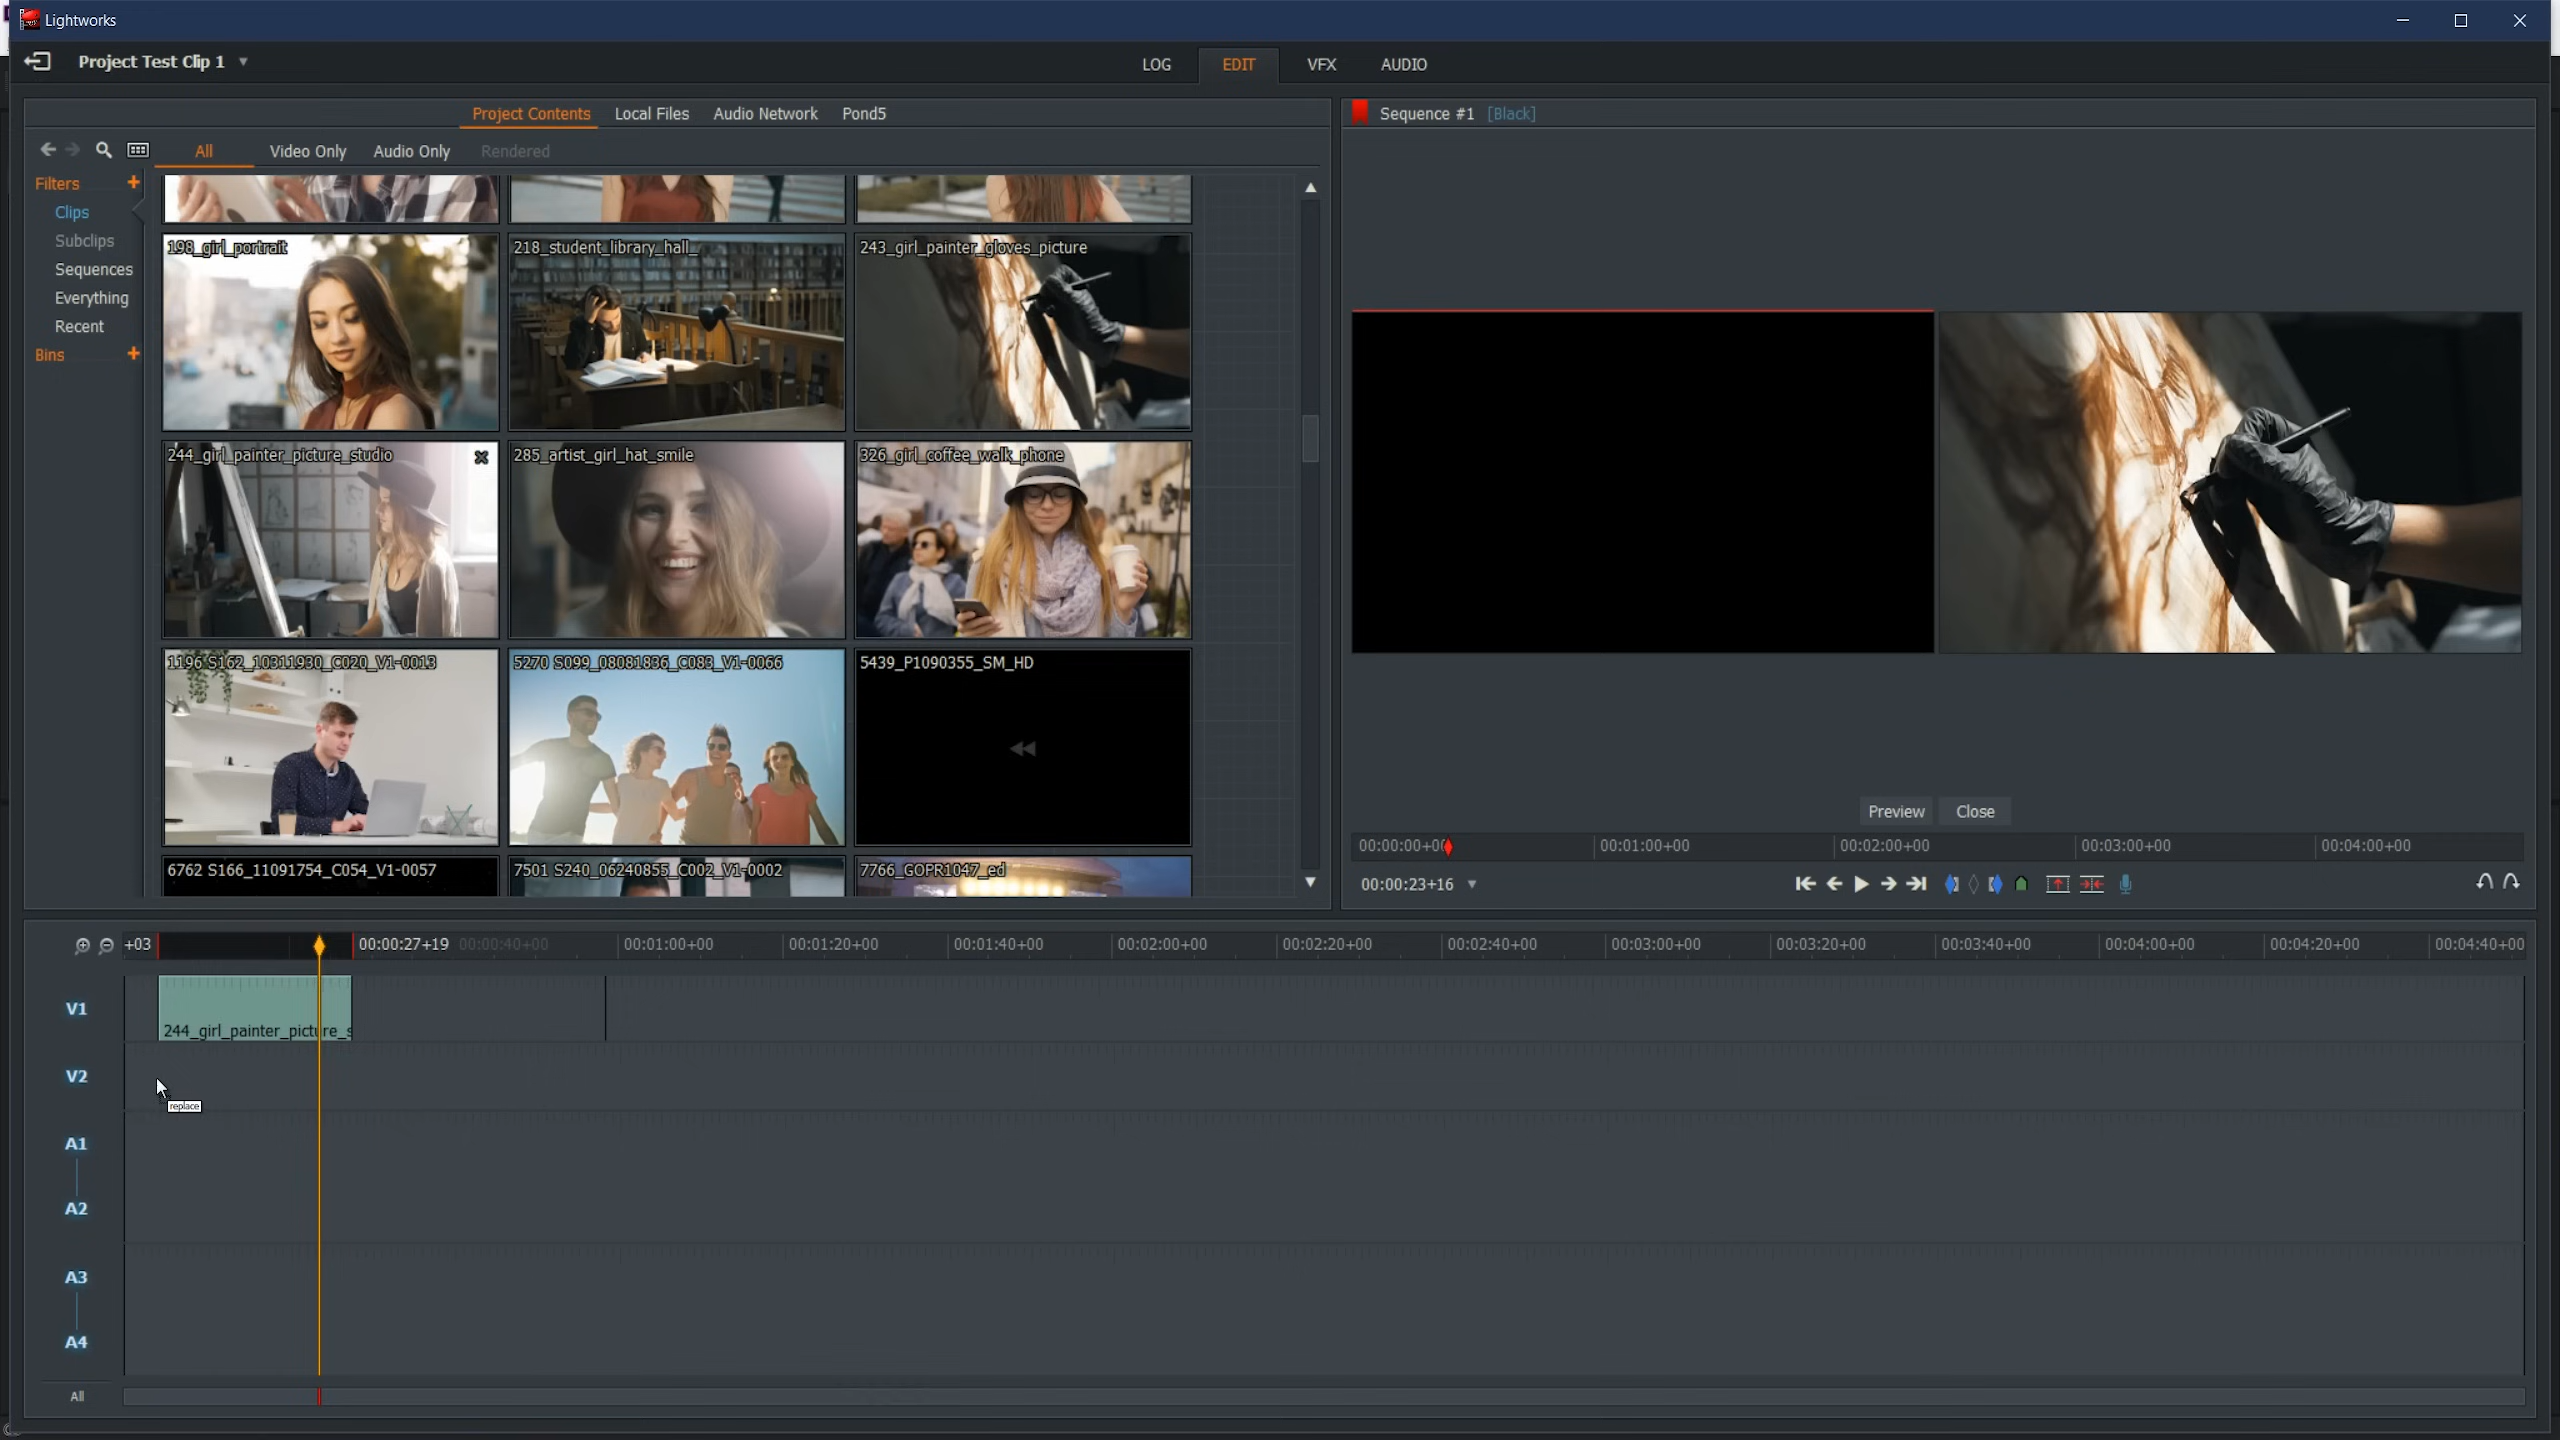 Lightworks
Project Test Clip 1
LOG EDIT VFX AUDIO
Project Contents Local Files Audio Network Pond5
Sequence #1 [Black]
All Video Only Audio Only Rendered
Filters +
Clips
Subclips
Sequences
Everything
Recent
Bins +
198_girl_portrait
218_student_library_hall_
243_girl_painter_gloves_picture
244_girl_painter_picture_studio
285_artist_girl_hat_smile
326_girl_coffee_walk_phone
1196 S162_10311930_C020_V1-0013
5270 S099_08081836_C083_V1-0066
5439_P1090355_SM_HD
6762 S166_11091754_C054_V1-0057
7501 S240_06240855_C002_V1-0002
7766_GOPR1047_ed
Preview Close
00:00:00+0 00:01:00+00 00:02:00+00 00:03:00+00 00:04:00+00
00:00:23+16
+03 00:00:27+19 00:00:40+00 00:01:00+00 00:01:20+00 00:01:40+00 00:02:00+00 00:02:20+00 00:02:40+00 00:03:00+00 00:03:20+00 00:03:40+00 00:04:00+00 00:04:20+00 00:04:40+00
V1
244_girl_painter_picture_s
V2
replace
A1
A2
A3
A4
All